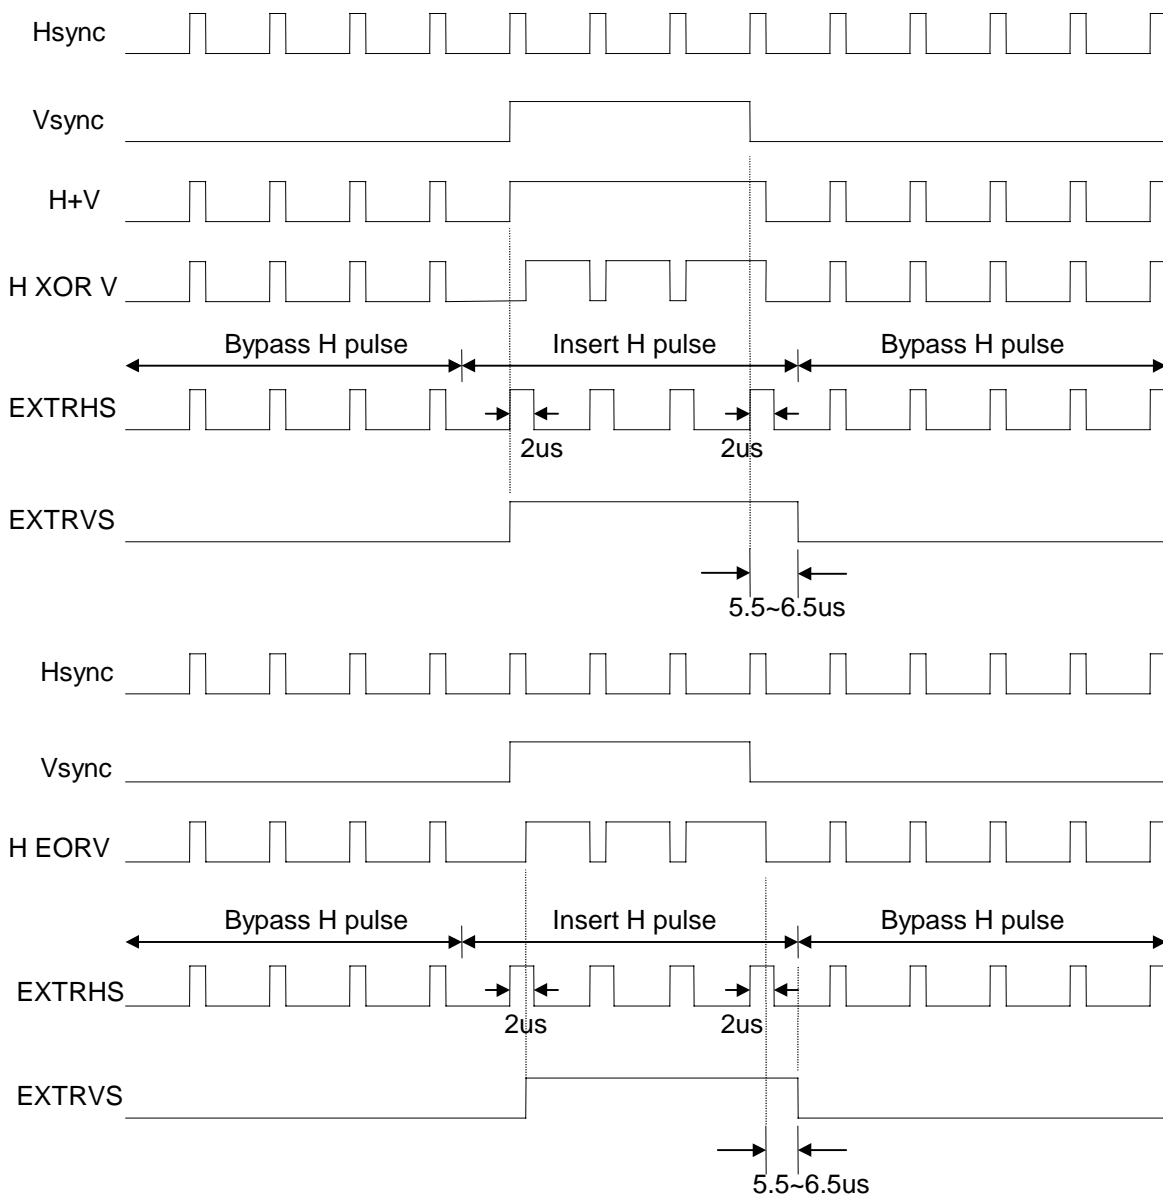 Hsync
Vsync
H+V
H XOR V
Bypass H pulse Insert H pulse Bypass H pulse
EXTRHS
2us 2us
EXTRVS
5.5~6.5us
Hsync
Vsync
H EORV
Bypass H pulse Insert H pulse Bypass H pulse
EXTRHS
2us 2us
EXTRVS
5.5~6.5us